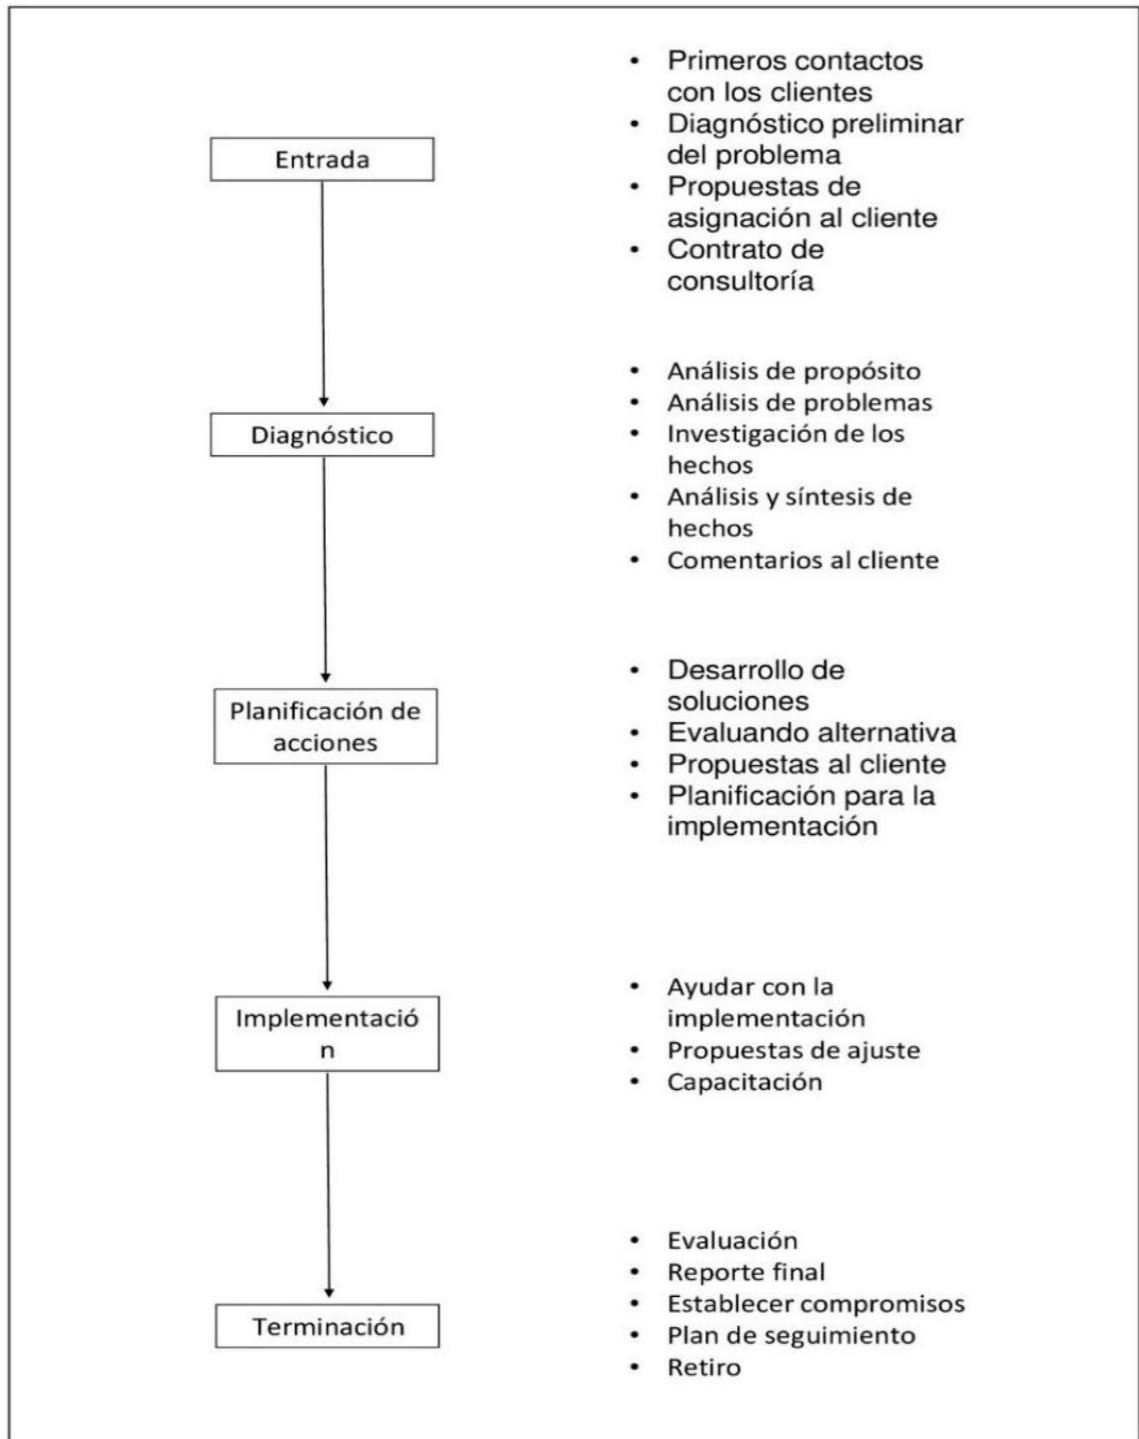 Entrada
• Primeros contactos
con los clientes
• Diagnóstico preliminar
del problema
• Propuestas de
asignación al cliente
• Contrato de
consultoría
Diagnóstico
• Análisis de propósito
• Análisis de problemas
• Investigación de los
hechos
• Análisis y síntesis de
hechos
• Comentarios al cliente
Planificación de
acciones
• Desarrollo de
soluciones
• Evaluando alternativa
• Propuestas al cliente
• Planificación para la
implementación
Implementació
n
• Ayudar con la
implementación
• Propuestas de ajuste
• Capacitación
Terminación
• Evaluación
• Reporte final
• Establecer compromisos
• Plan de seguimiento
• Retiro